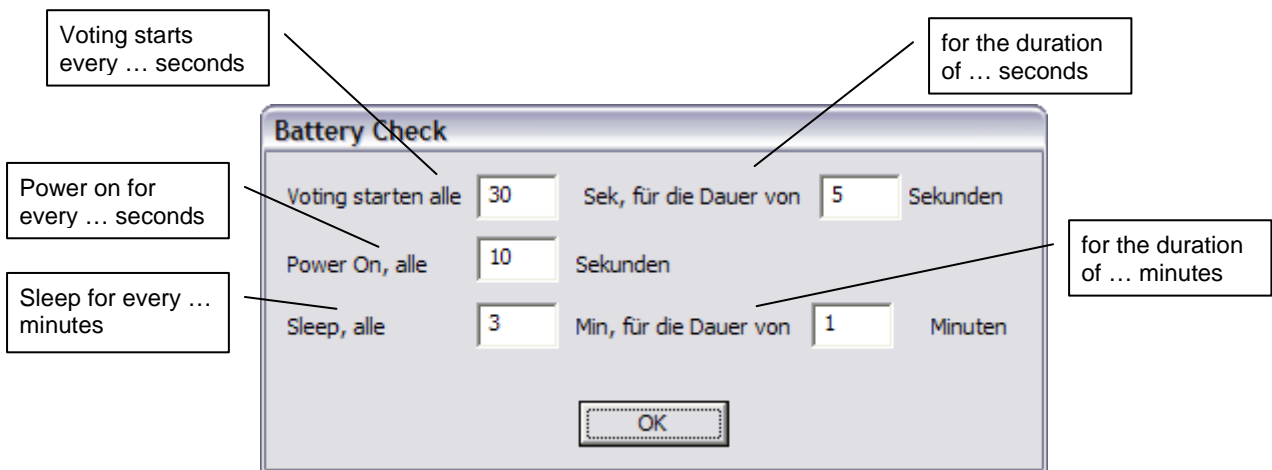 Voting starts
every … seconds
for the duration
of … seconds
Battery Check
Power on for
every … seconds
Voting starten alle 30 Sek, für die Dauer von 5 Sekunden
for the duration
of … minutes
Power On, alle 10 Sekunden
Sleep for every …
minutes
Sleep, alle 3 Min, für die Dauer von 1 Minuten
OK